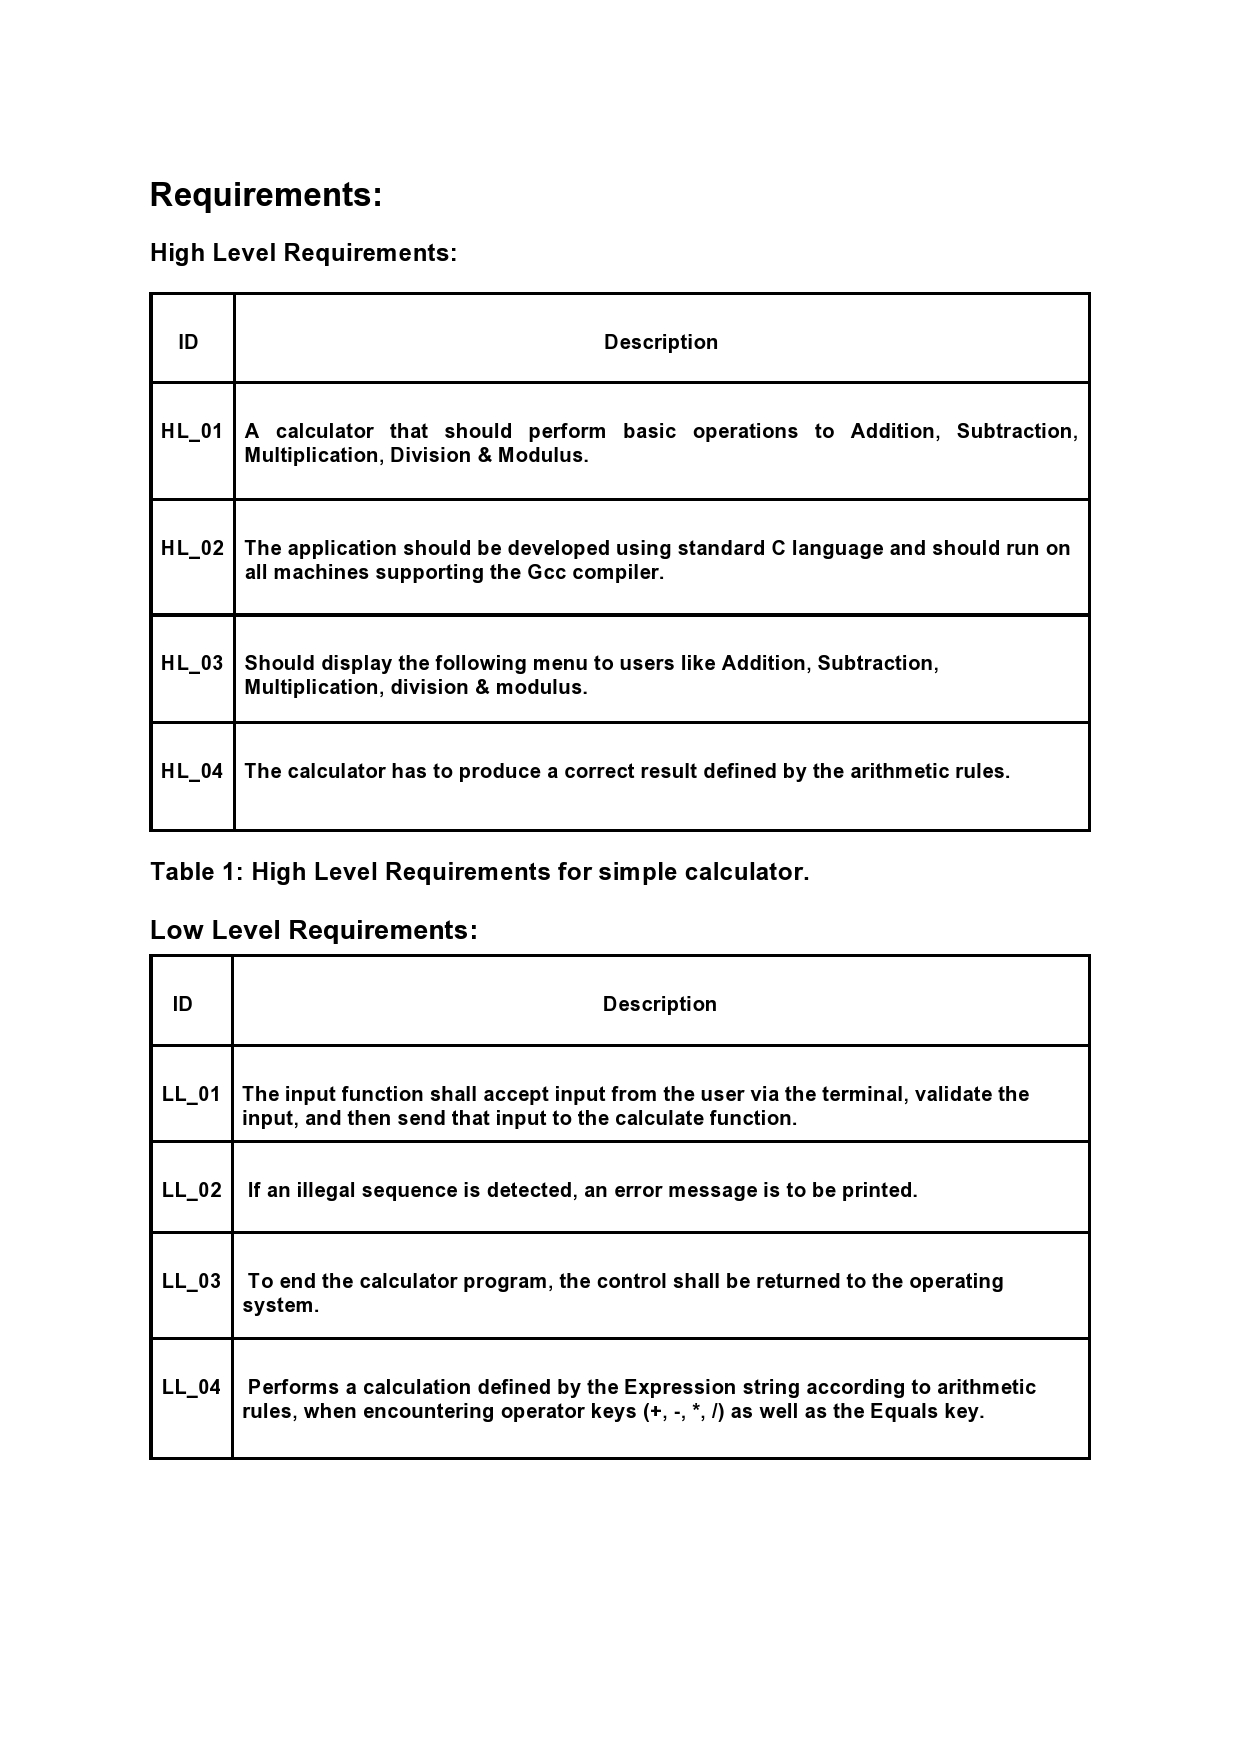 Requirements:
High Level Requirements:
ID
Description
HL_01
A calculator that should perform basic operations to Addition, Subtraction,
Multiplication, Division & Modulus.
HL_02
The application should be developed using standard C language and should run on
all machines supporting the Gcc compiler.
HL_03
Should display the following menu to users like Addition, Subtraction,
Multiplication, division & modulus.
HL_04
The calculator has to produce a correct result defined by the arithmetic rules.
Table 1: High Level Requirements for simple calculator.
Low Level Requirements:
ID
Description
LL_01
The input function shall accept input from the user via the terminal, validate the
input, and then send that input to the calculate function.
LL_02
If an illegal sequence is detected, an error message is to be printed.
LL_03
To end the calculator program, the control shall be returned to the operating
system.
LL_04
Performs a calculation defined by the Expression string according to arithmetic
rules, when encountering operator keys (+, -, *, /) as well as the Equals key.